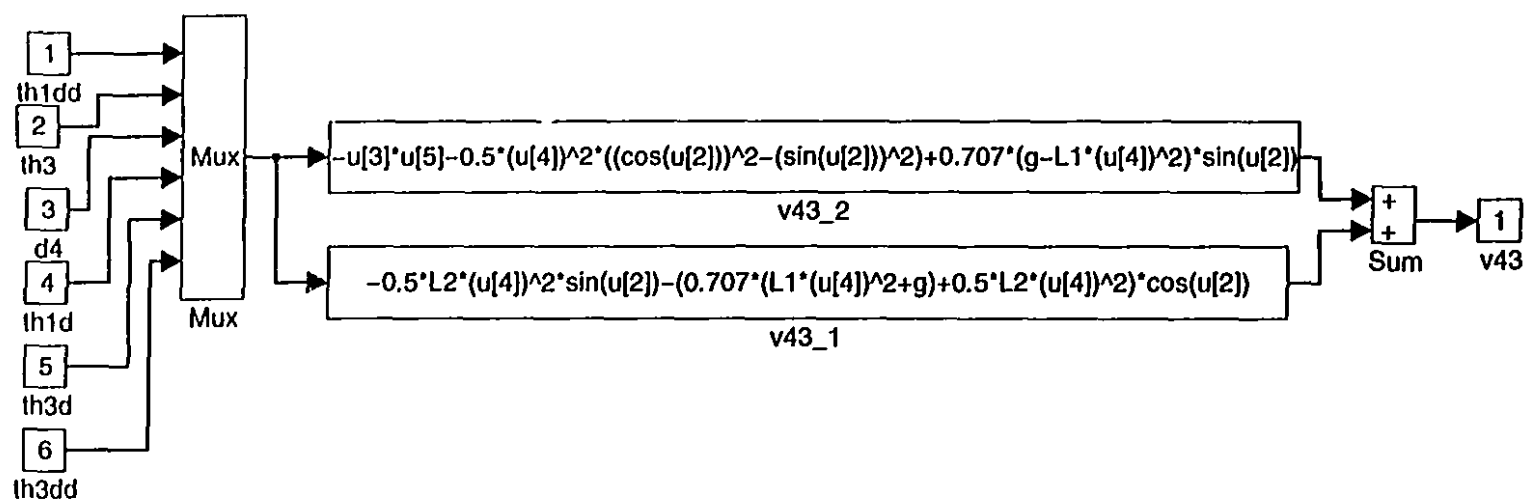 1
th1dd
2
th3
3
d4
4
th1d
5
th3d
6
th3dd
Mux
Mux
-u[3]*u[5]-0.5*(u[4])^2*((cos(u[2]))^2-(sin(u[2]))^2)+0.707*(g-L1*(u[4])^2)*sin(u[2])
v43_2
-0.5*L2*(u[4])^2*sin(u[2])-(0.707*(L1*(u[4])^2+g)+0.5*L2*(u[4])^2)*cos(u[2])
v43_1
+
+
Sum
1
v43